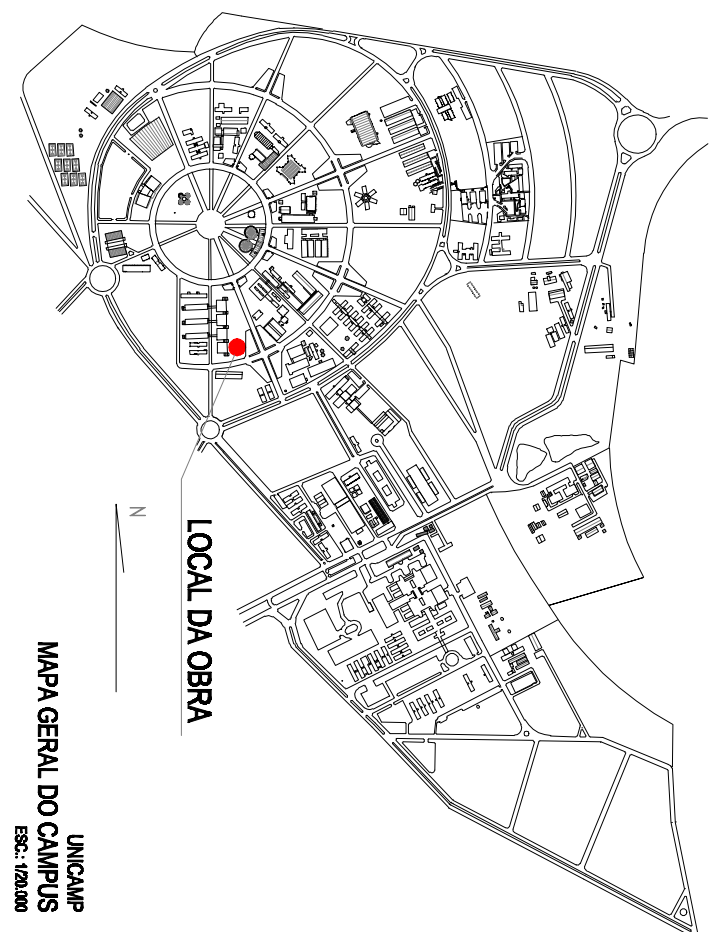 N
LOCAL DA OBRA
UNICAMP
MAPA GERAL DO CAMPUS
ESC.: 1/20.000